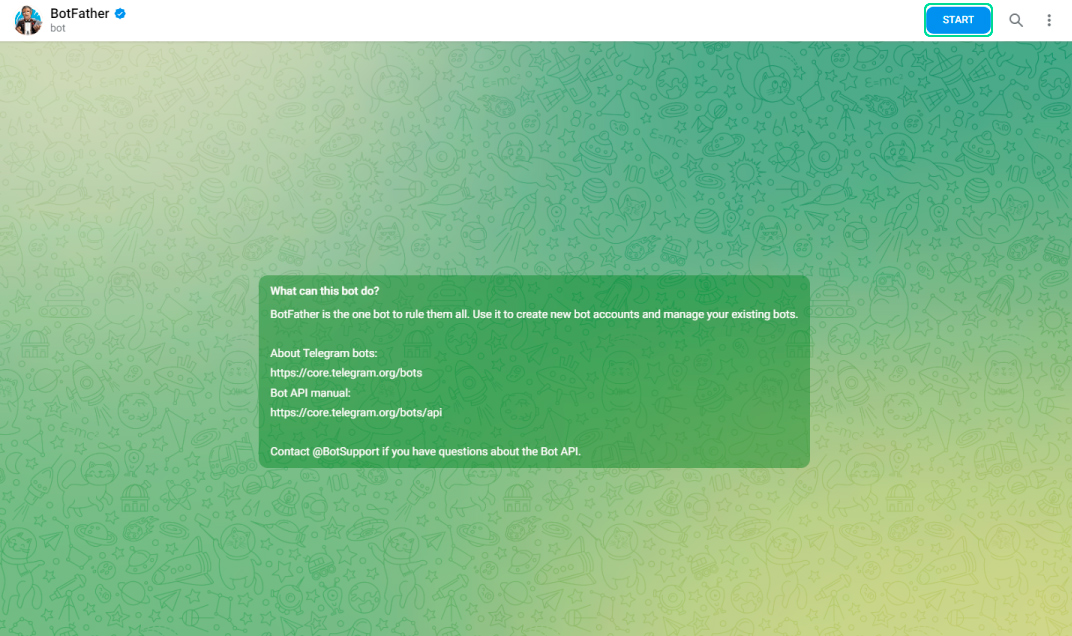 BotFather
bot
START
What can this bot do?
BotFather is the one bot to rule them all. Use it to create new bot accounts and manage your existing bots.
About Telegram bots:
https://core.telegram.org/bots
Bot API manual:
https://core.telegram.org/bots/api
Contact @BotSupport if you have questions about the Bot API.